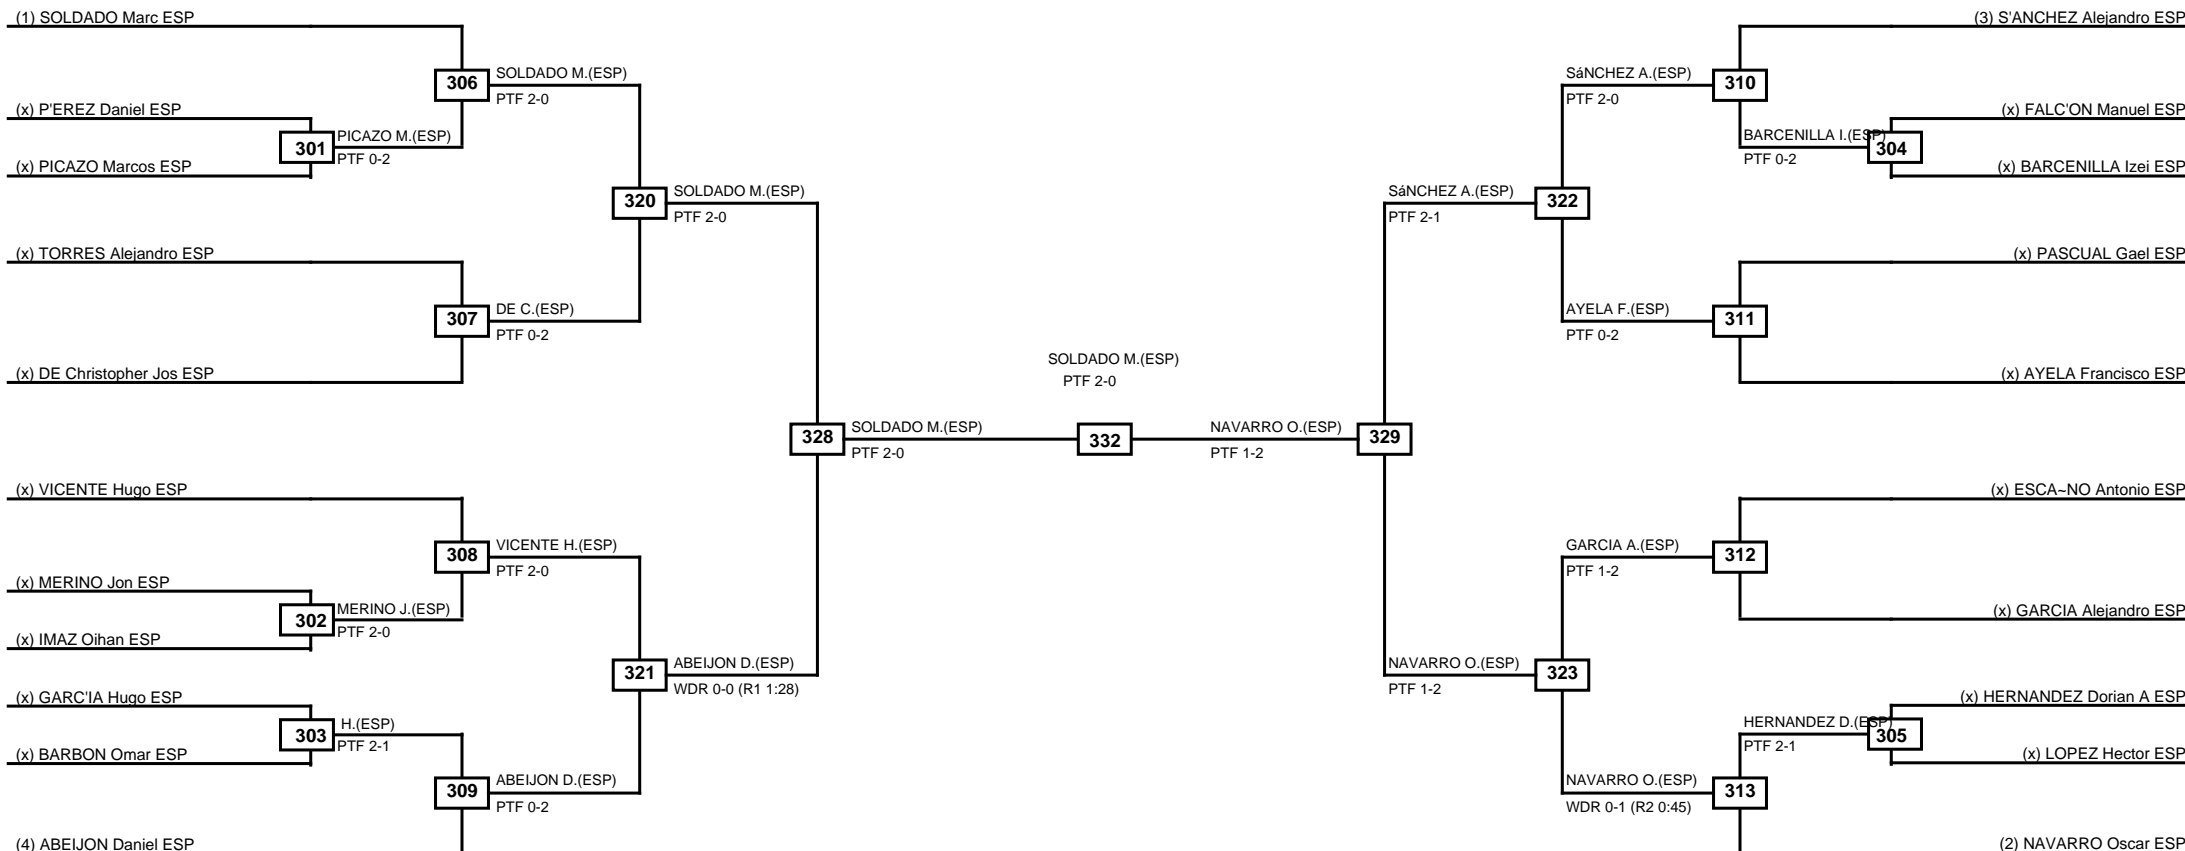 (1) SOLDADO Marc ESP
(3) S'ANCHEZ Alejandro ESP
306
SOLDADO M.(ESP)
PTF 2-0
SáNCHEZ A.(ESP)
PTF 2-0
310
(x) P'EREZ Daniel ESP
301
PICAZO M.(ESP)
PTF 0-2
(x) PICAZO Marcos ESP
(x) FALC'ON Manuel ESP
BARCENILLA I.(ESP)
PTF 0-2
304
(x) BARCENILLA Izei ESP
320
SOLDADO M.(ESP)
PTF 2-0
SáNCHEZ A.(ESP)
PTF 2-1
322
(x) TORRES Alejandro ESP
(x) PASCUAL Gael ESP
307
DE C.(ESP)
PTF 0-2
AYELA F.(ESP)
PTF 0-2
311
(x) DE Christopher Jos ESP
(x) AYELA Francisco ESP
SOLDADO M.(ESP)
PTF 2-0
328
SOLDADO M.(ESP)
PTF 2-0
332
NAVARRO O.(ESP)
PTF 1-2
329
(x) VICENTE Hugo ESP
(x) ESCA~NO Antonio ESP
308
VICENTE H.(ESP)
PTF 2-0
GARCIA A.(ESP)
PTF 1-2
312
(x) MERINO Jon ESP
302
MERINO J.(ESP)
PTF 2-0
(x) IMAZ Oihan ESP
(x) GARCIA Alejandro ESP
321
ABEIJON D.(ESP)
WDR 0-0 (R1 1:28)
NAVARRO O.(ESP)
PTF 1-2
323
(x) GARC'IA Hugo ESP
303
H.(ESP)
PTF 2-1
(x) BARBON Omar ESP
(x) HERNANDEZ Dorian A ESP
HERNANDEZ D.(ESP)
PTF 2-1
305
(x) LOPEZ Hector ESP
309
ABEIJON D.(ESP)
PTF 0-2
NAVARRO O.(ESP)
WDR 0-1 (R2 0:45)
313
(4) ABEIJON Daniel ESP
(2) NAVARRO Oscar ESP